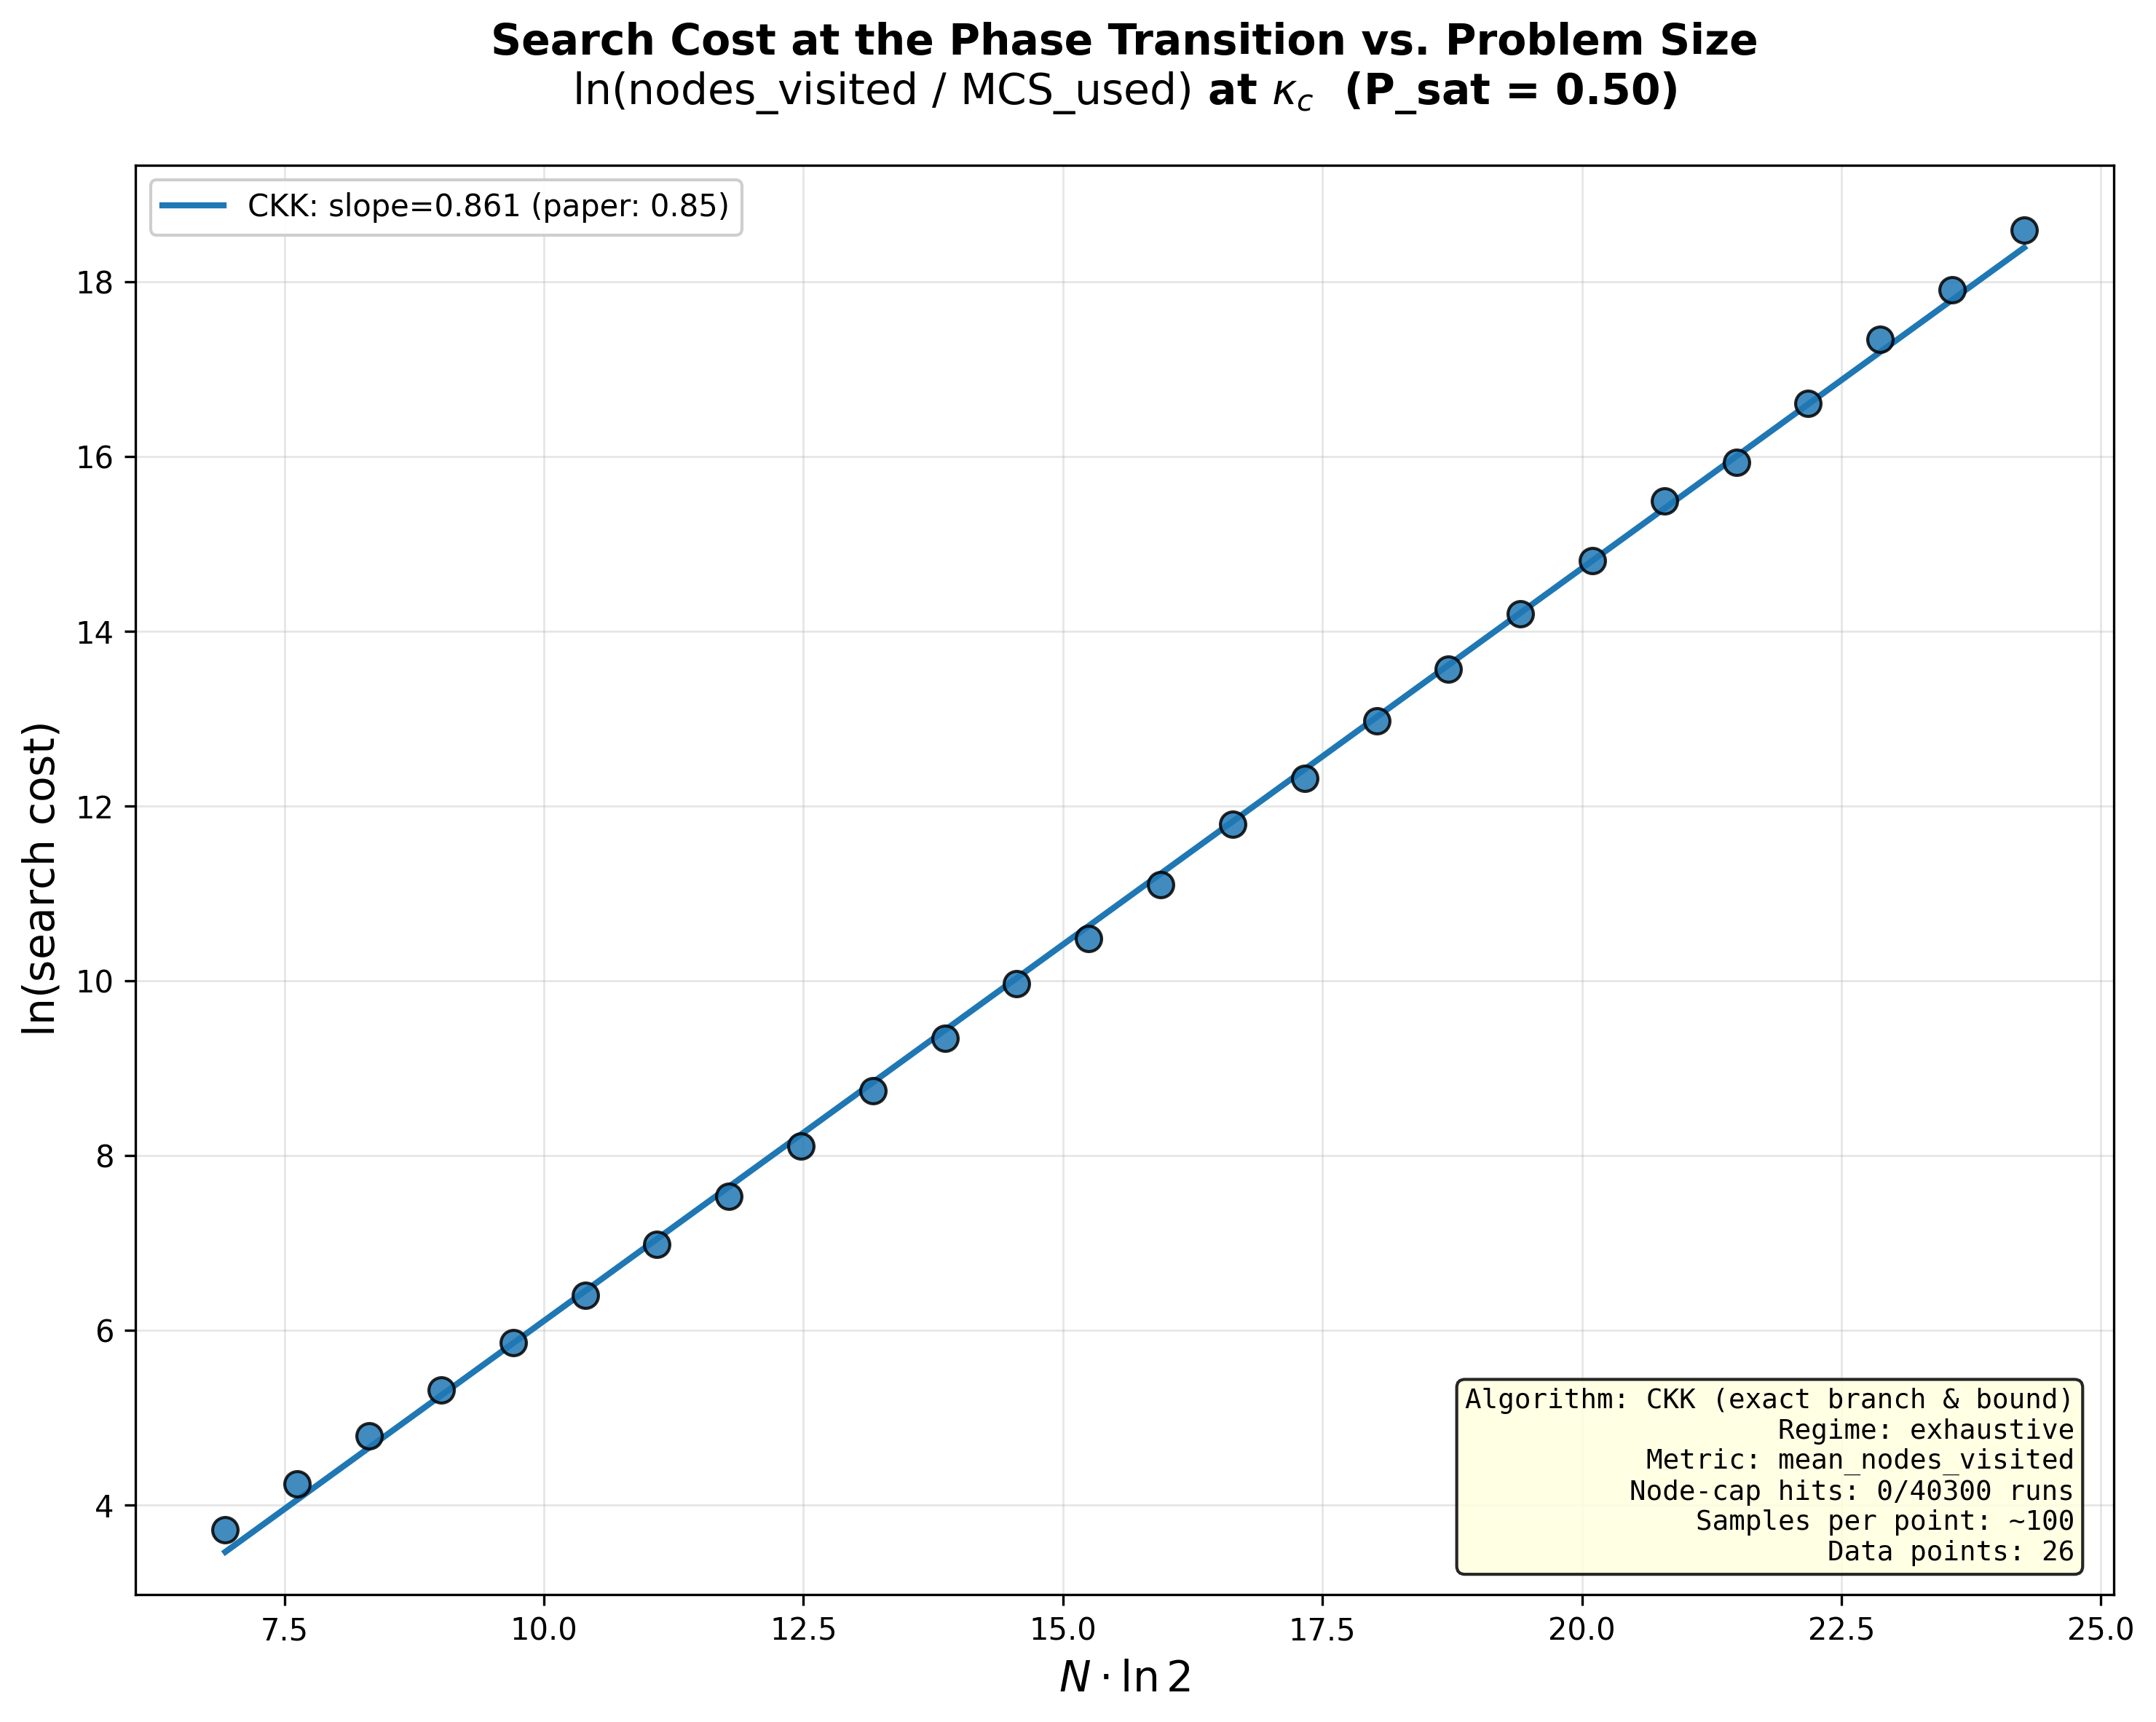 Search Cost at the Phase Transition vs. Problem Size
ln(nodes_visited / MCS_used) at κc (P_sat = 0.50)
CKK: slope=0.861 (paper: 0.85)
18
16
14
12
10
8
6
4
ln(search cost)
Algorithm: CKK (exact branch & bound)
Regime: exhaustive
Metric: mean_nodes_visited
Node-cap hits: 0/40300 runs
Samples per point: ~100
Data points: 26
7.5 10.0 12.5 15.0 17.5 20.0 22.5 25.0
N · ln 2